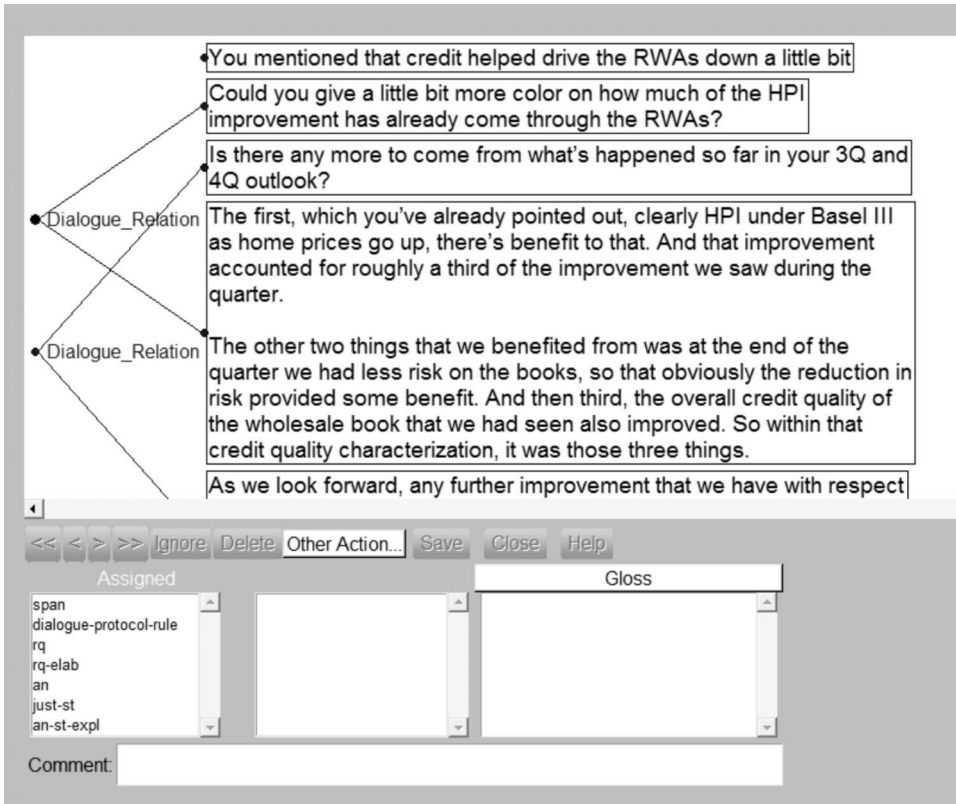 You mentioned that credit helped drive the RWAs down a little bit
Could you give a little bit more color on how much of the HPI
improvement has already come through the RWAs?
Is there any more to come from what's happened so far in your 3Q and
4Q outlook?
Dialogue_Relation
The first, which you've already pointed out, clearly HPI under Basel III
as home prices go up, there's benefit to that. And that improvement
accounted for roughly a third of the improvement we saw during the
quarter.
Dialogue_Relation
The other two things that we benefited from was at the end of the
quarter we had less risk on the books, so that obviously the reduction in
risk provided some benefit. And then third, the overall credit quality of
the wholesale book that we had seen also improved. So within that
credit quality characterization, it was those three things.
As we look forward, any further improvement that we have with respect
<< < > >> Ignore Delete Other Action... Save Close Help
Assigned
Gloss
span
dialogue-protocol-rule
rq
rq-elab
an
just-st
an-st-expl
Comment: